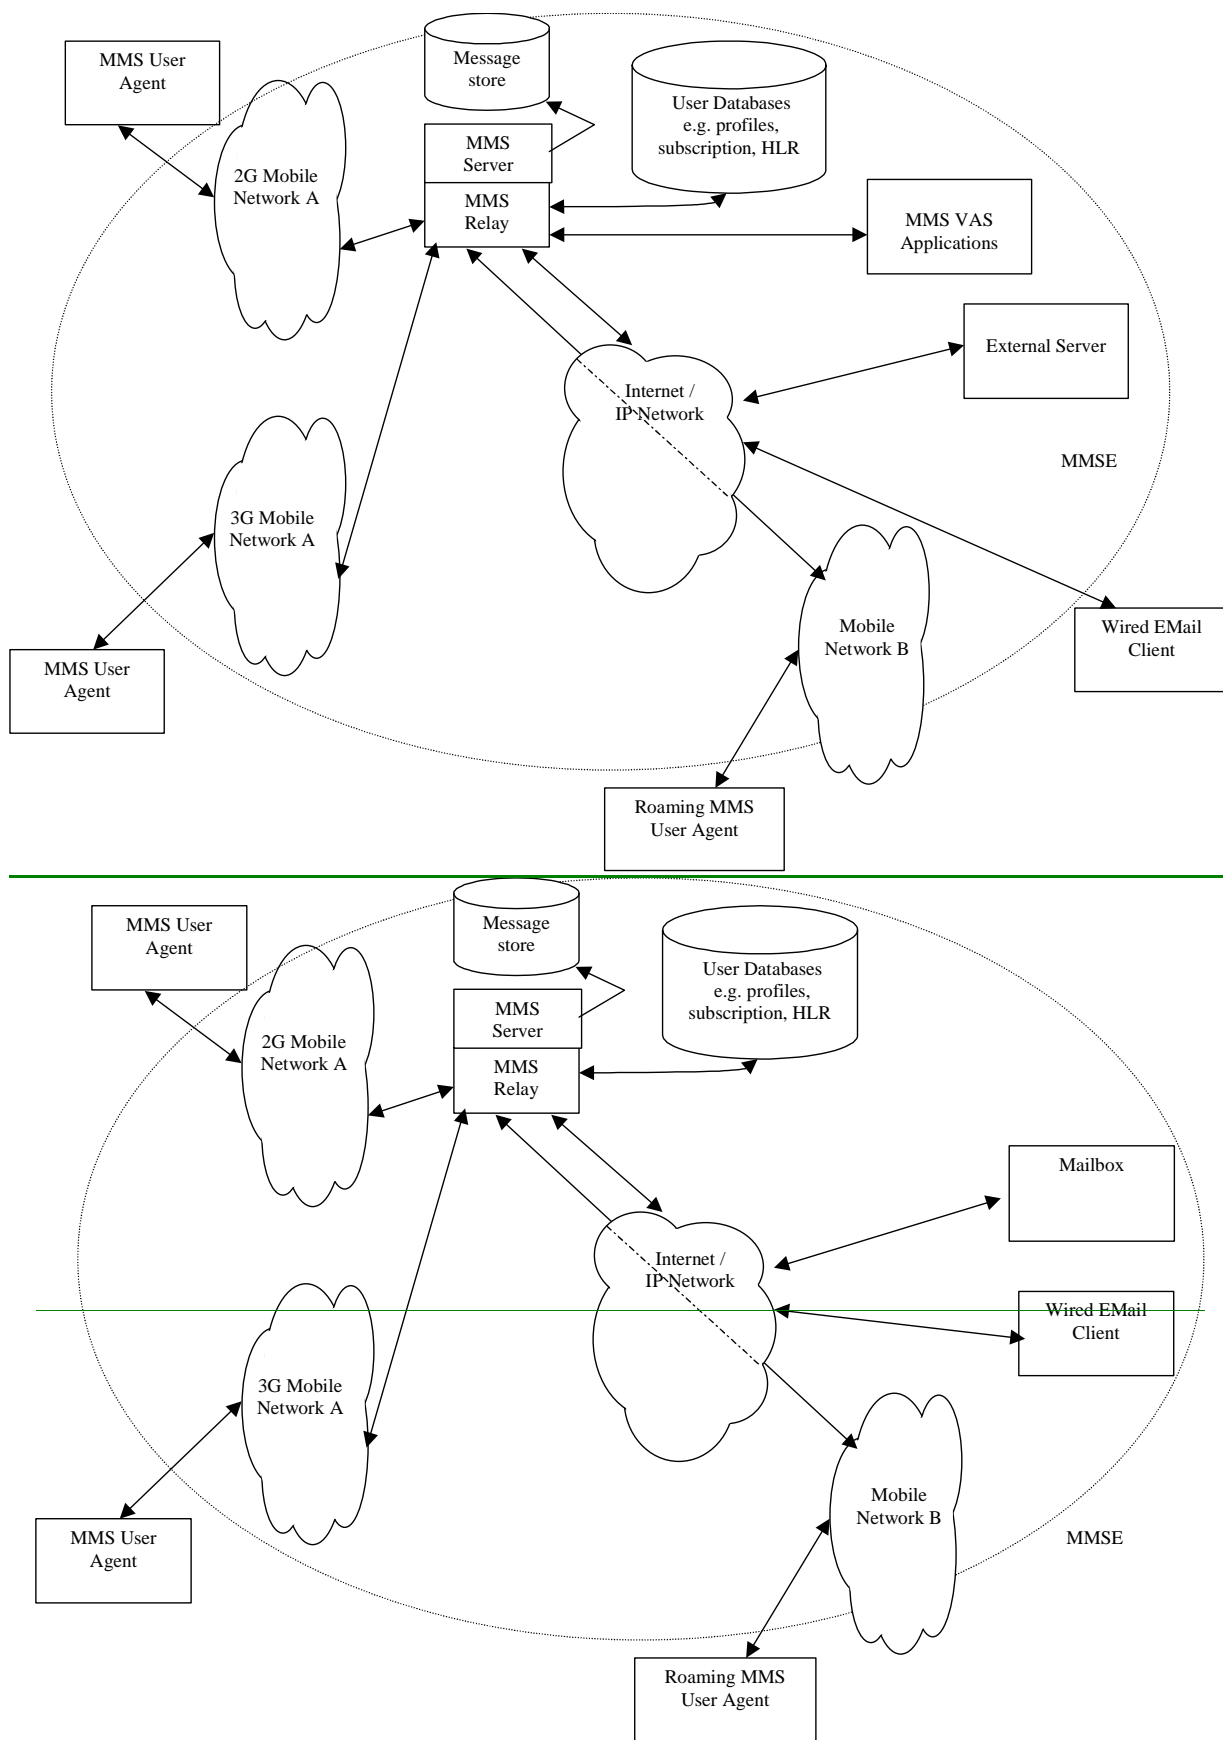 MMS User
Agent
Message
store
User Databases
e.g. profiles,
subscription, HLR
MMS
Server
2G Mobile
Network A
MMS
Relay
MMS VAS
Applications
External Server
Internet /
IP Network
MMSE
3G Mobile
Network A
Mobile
Network B
Wired EMail
Client
MMS User
Agent
Roaming MMS
User Agent
MMS User
Agent
Message
store
User Databases
e.g. profiles,
subscription, HLR
MMS
Server
2G Mobile
Network A
MMS
Relay
Mailbox
Internet /
IP Network
Wired EMail
Client
3G Mobile
Network A
Mobile
Network B
MMS User
Agent
MMSE
Roaming MMS
User Agent